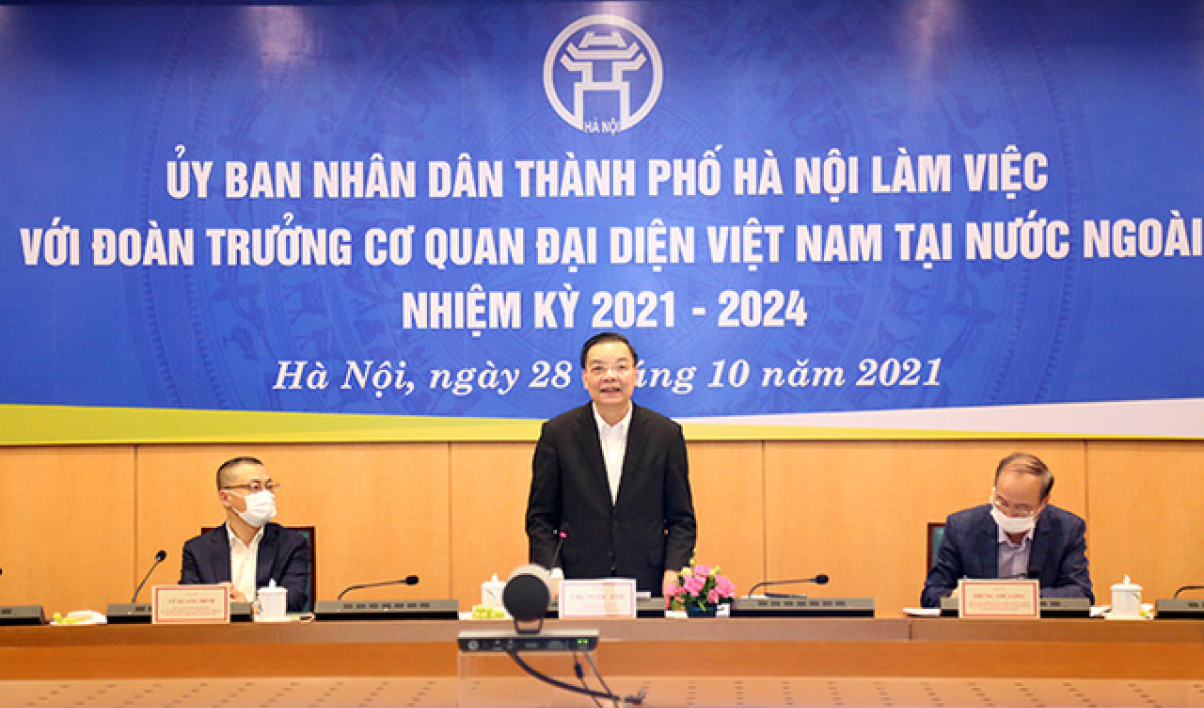 HÀ NỘI
ỦY BAN NHÂN DÂN THÀNH PHỐ HÀ NỘI LÀM VIỆC
VỚI ĐOÀN TRƯỞNG CƠ QUAN ĐẠI DIỆN VIỆT NAM TẠI NƯỚC NGOÀI
NHIỆM KỲ 2021 - 2024
Hà Nội, ngày 28 áng 10 năm 2021